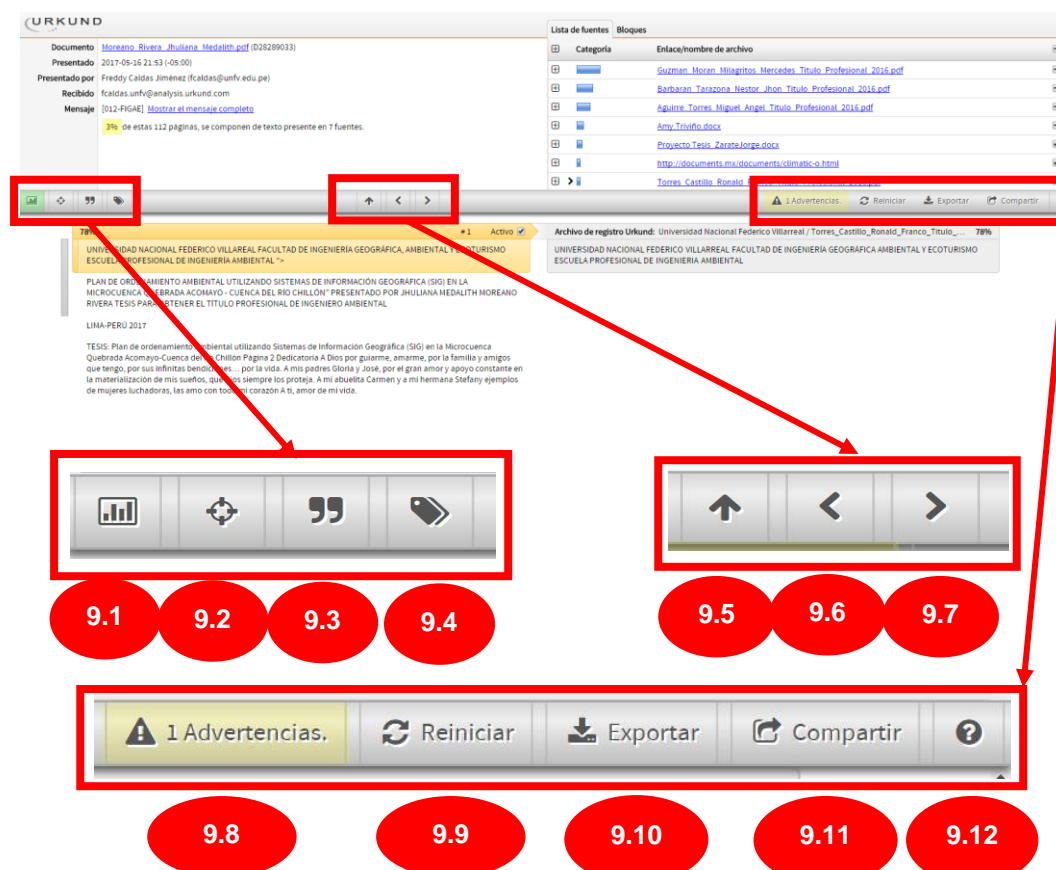 URKUND
Documento Moreano_Rivera_Jhuliana_Medalith.pdf (D28289033)
Presentado 2017-05-16 21:53 (-05:00)
Presentado por Freddy Caldas Jiménez (fcaldas@unfv.edu.pe)
Recibido fcaldas.unfv@analysis.urkund.com
Mensaje [012-FIGAE] Mostrar el mensaje completo
3% de estas 112 páginas, se componen de texto presente en 7 fuentes.
Lista de fuentes Bloques
Categoría Enlace/nombre de archivo
Guzman_Moran_Milagritos_Mercedes_Titulo_Profesional_2016.pdf
Barbaran_Tarazona_Nestor_Jhon_Titulo_Profesional_2016.pdf
Aguirre_Torres_Miguel_Angel_Titulo_Profesional_2016.pdf
Amy.Triviño.docx
Proyecto Tesis_ZarateJorge.docx
http://documents.mx/documents/climatic-o.html
Torres_Castillo_Ronald_Franco_Titulo_Profesional_2016.pdf
1 Advertencias. Reiniciar Exportar Compartir
78% #1 Activo
UNIVERSIDAD NACIONAL FEDERICO VILLAREAL FACULTAD DE INGENIERÍA GEOGRÁFICA, AMBIENTAL Y ECOTURISMO
ESCUELA PROFESIONAL DE INGENIERÍA AMBIENTAL ">
Archivo de registro Urkund: Universidad Nacional Federico Villarreal / Torres_Castillo_Ronald_Franco_Titulo_... 78%
UNIVERSIDAD NACIONAL FEDERICO VILLARREAL FACULTAD DE INGENIERÍA GEOGRÁFICA AMBIENTAL Y ECOTURISMO
ESCUELA PROFESIONAL DE INGENIERIA AMBIENTAL
PLAN DE ORDENAMIENTO AMBIENTAL UTILIZANDO SISTEMAS DE INFORMACIÓN GEOGRÁFICA (SIG) EN LA
MICROCUENCA QUEBRADA ACOMAYO - CUENCA DEL RÍO CHILLÓN" PRESENTADO POR JHULIANA MEDALITH MOREANO
RIVERA TESIS PARA OBTENER EL TÍTULO PROFESIONAL DE INGENIERO AMBIENTAL
LIMA-PERÚ 2017
TESIS: Plan de ordenamiento ambiental utilizando Sistemas de Información Geográfica (SIG) en la Microcuenca
Quebrada Acomayo-Cuenca del Río Chillón Página 2 Dedicatoria A Dios por guiarme, amarme, por la familia y amigos
que tengo, por sus infinitas bendiciones... por la vida. A mis padres Gloria y José, por el gran amor y apoyo constante en
la materialización de mis sueños, que Dios siempre los proteja. A mi abuelita Carmen y a mi hermana Stefany ejemplos
de mujeres luchadoras, las amo con todo mi corazón A ti, amor de mi vida.
9.1 9.2 9.3 9.4
9.5 9.6 9.7
1 Advertencias. Reiniciar Exportar Compartir
9.8 9.9 9.10 9.11 9.12